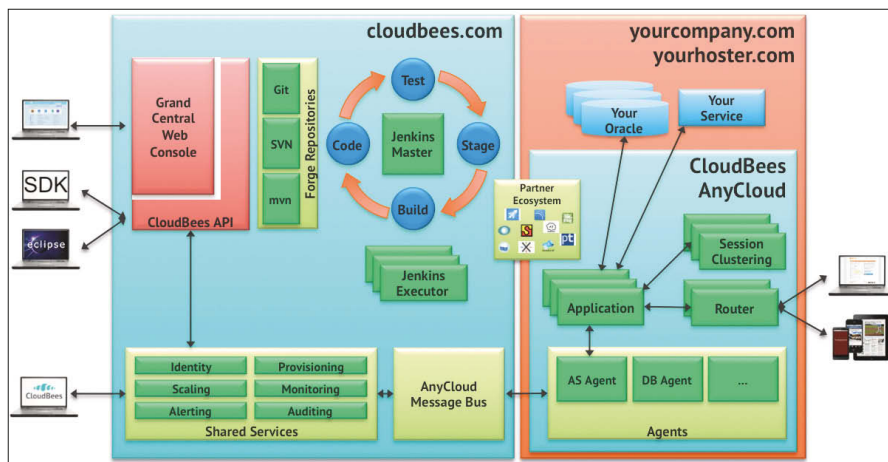 cloudbees.com
Grand
Central
Web
Console
CloudBees API
Git
SVN
mvn
Forge Repositories
Test
Code
Jenkins
Master
Stage
Build
Jenkins
Executor
SDK
eclipse
CloudBees
Identity
Provisioning
Scaling
Monitoring
Alerting
Auditing
Shared Services
AnyCloud
Message Bus
Partner
Ecosystem
pt
yourcompany.com
yourhoster.com
Your
Oracle
Your
Service
CloudBees
AnyCloud
Session
Clustering
Application
Router
AS Agent
DB Agent
...
Agents